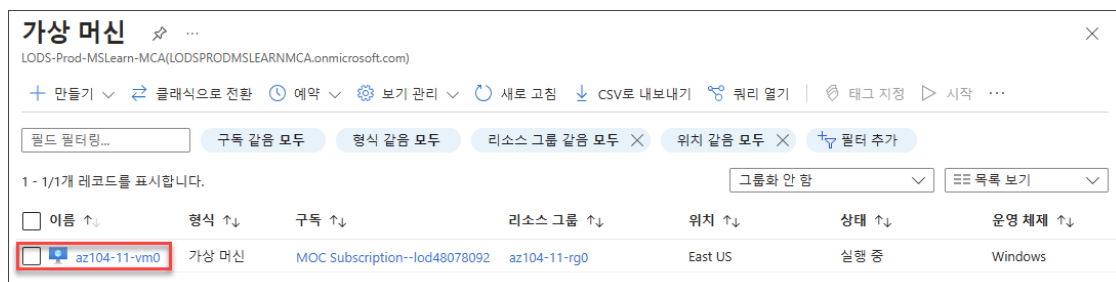 가상 머신
LODS-Prod-MSLearn-MCA(LODSPRODMSLEARNMCA.onmicrosoft.com)
만들기 클래식으로 전환 예약 보기 관리 새로 고침 CSV로 내보내기 쿼리 열기 태그 지정 시작 ...
필드 필터링... 구독 같음 모두 형식 같음 모두 리소스 그룹 같음 모두 위치 같음 모두 필터 추가
1 - 1/1개 레코드를 표시합니다. 그룹화 안 함 목록 보기
이름 형식 구독 리소스 그룹 위치 상태 운영 체제
az104-11-vm0 가상 머신 MOC Subscription--lod48078092 az104-11-rg0 East US 실행 중 Windows